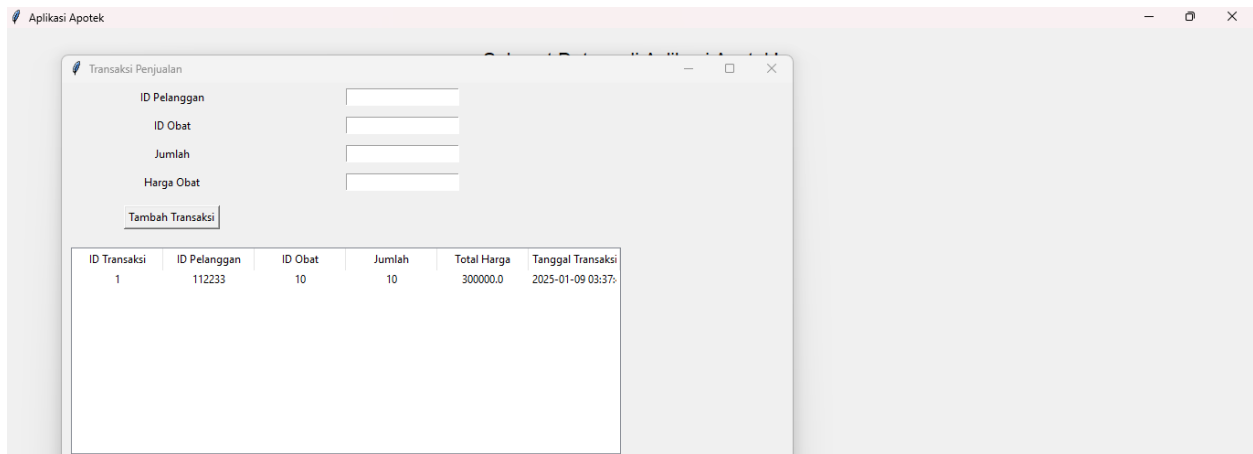 Aplikasi Apotek
Transaksi Penjualan
ID Pelanggan
ID Obat
Jumlah
Harga Obat
Tambah Transaksi
ID Transaksi ID Pelanggan ID Obat Jumlah Total Harga Tanggal Transaksi
1 112233 10 10 300000.0 2025-01-09 03:37: